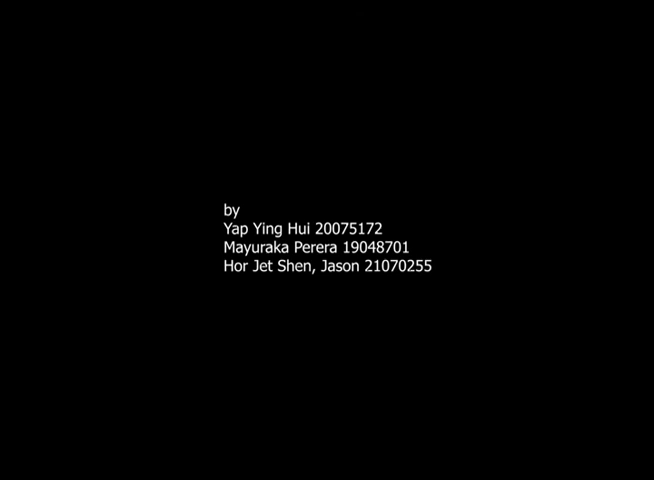 by
Yap Ying Hui 20075172
Mayuraka Perera 19048701
Hor Jet Shen, Jason 21070255